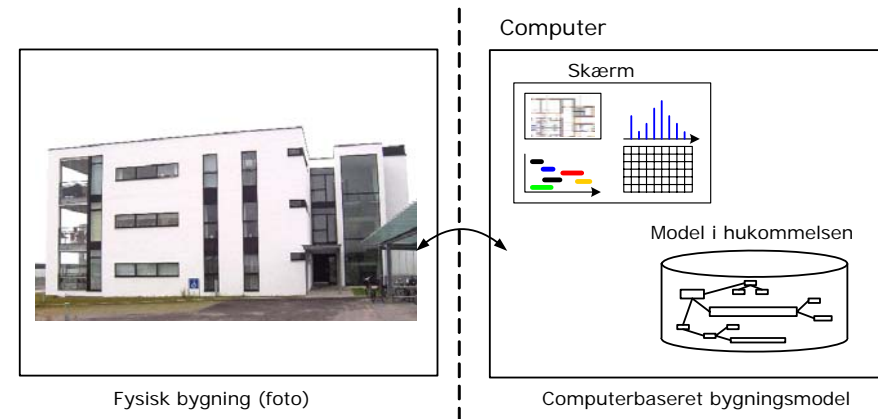 Computer
Skærm
Model i hukommelsen
Fysisk bygning (foto)
Computerbaseret bygningsmodel